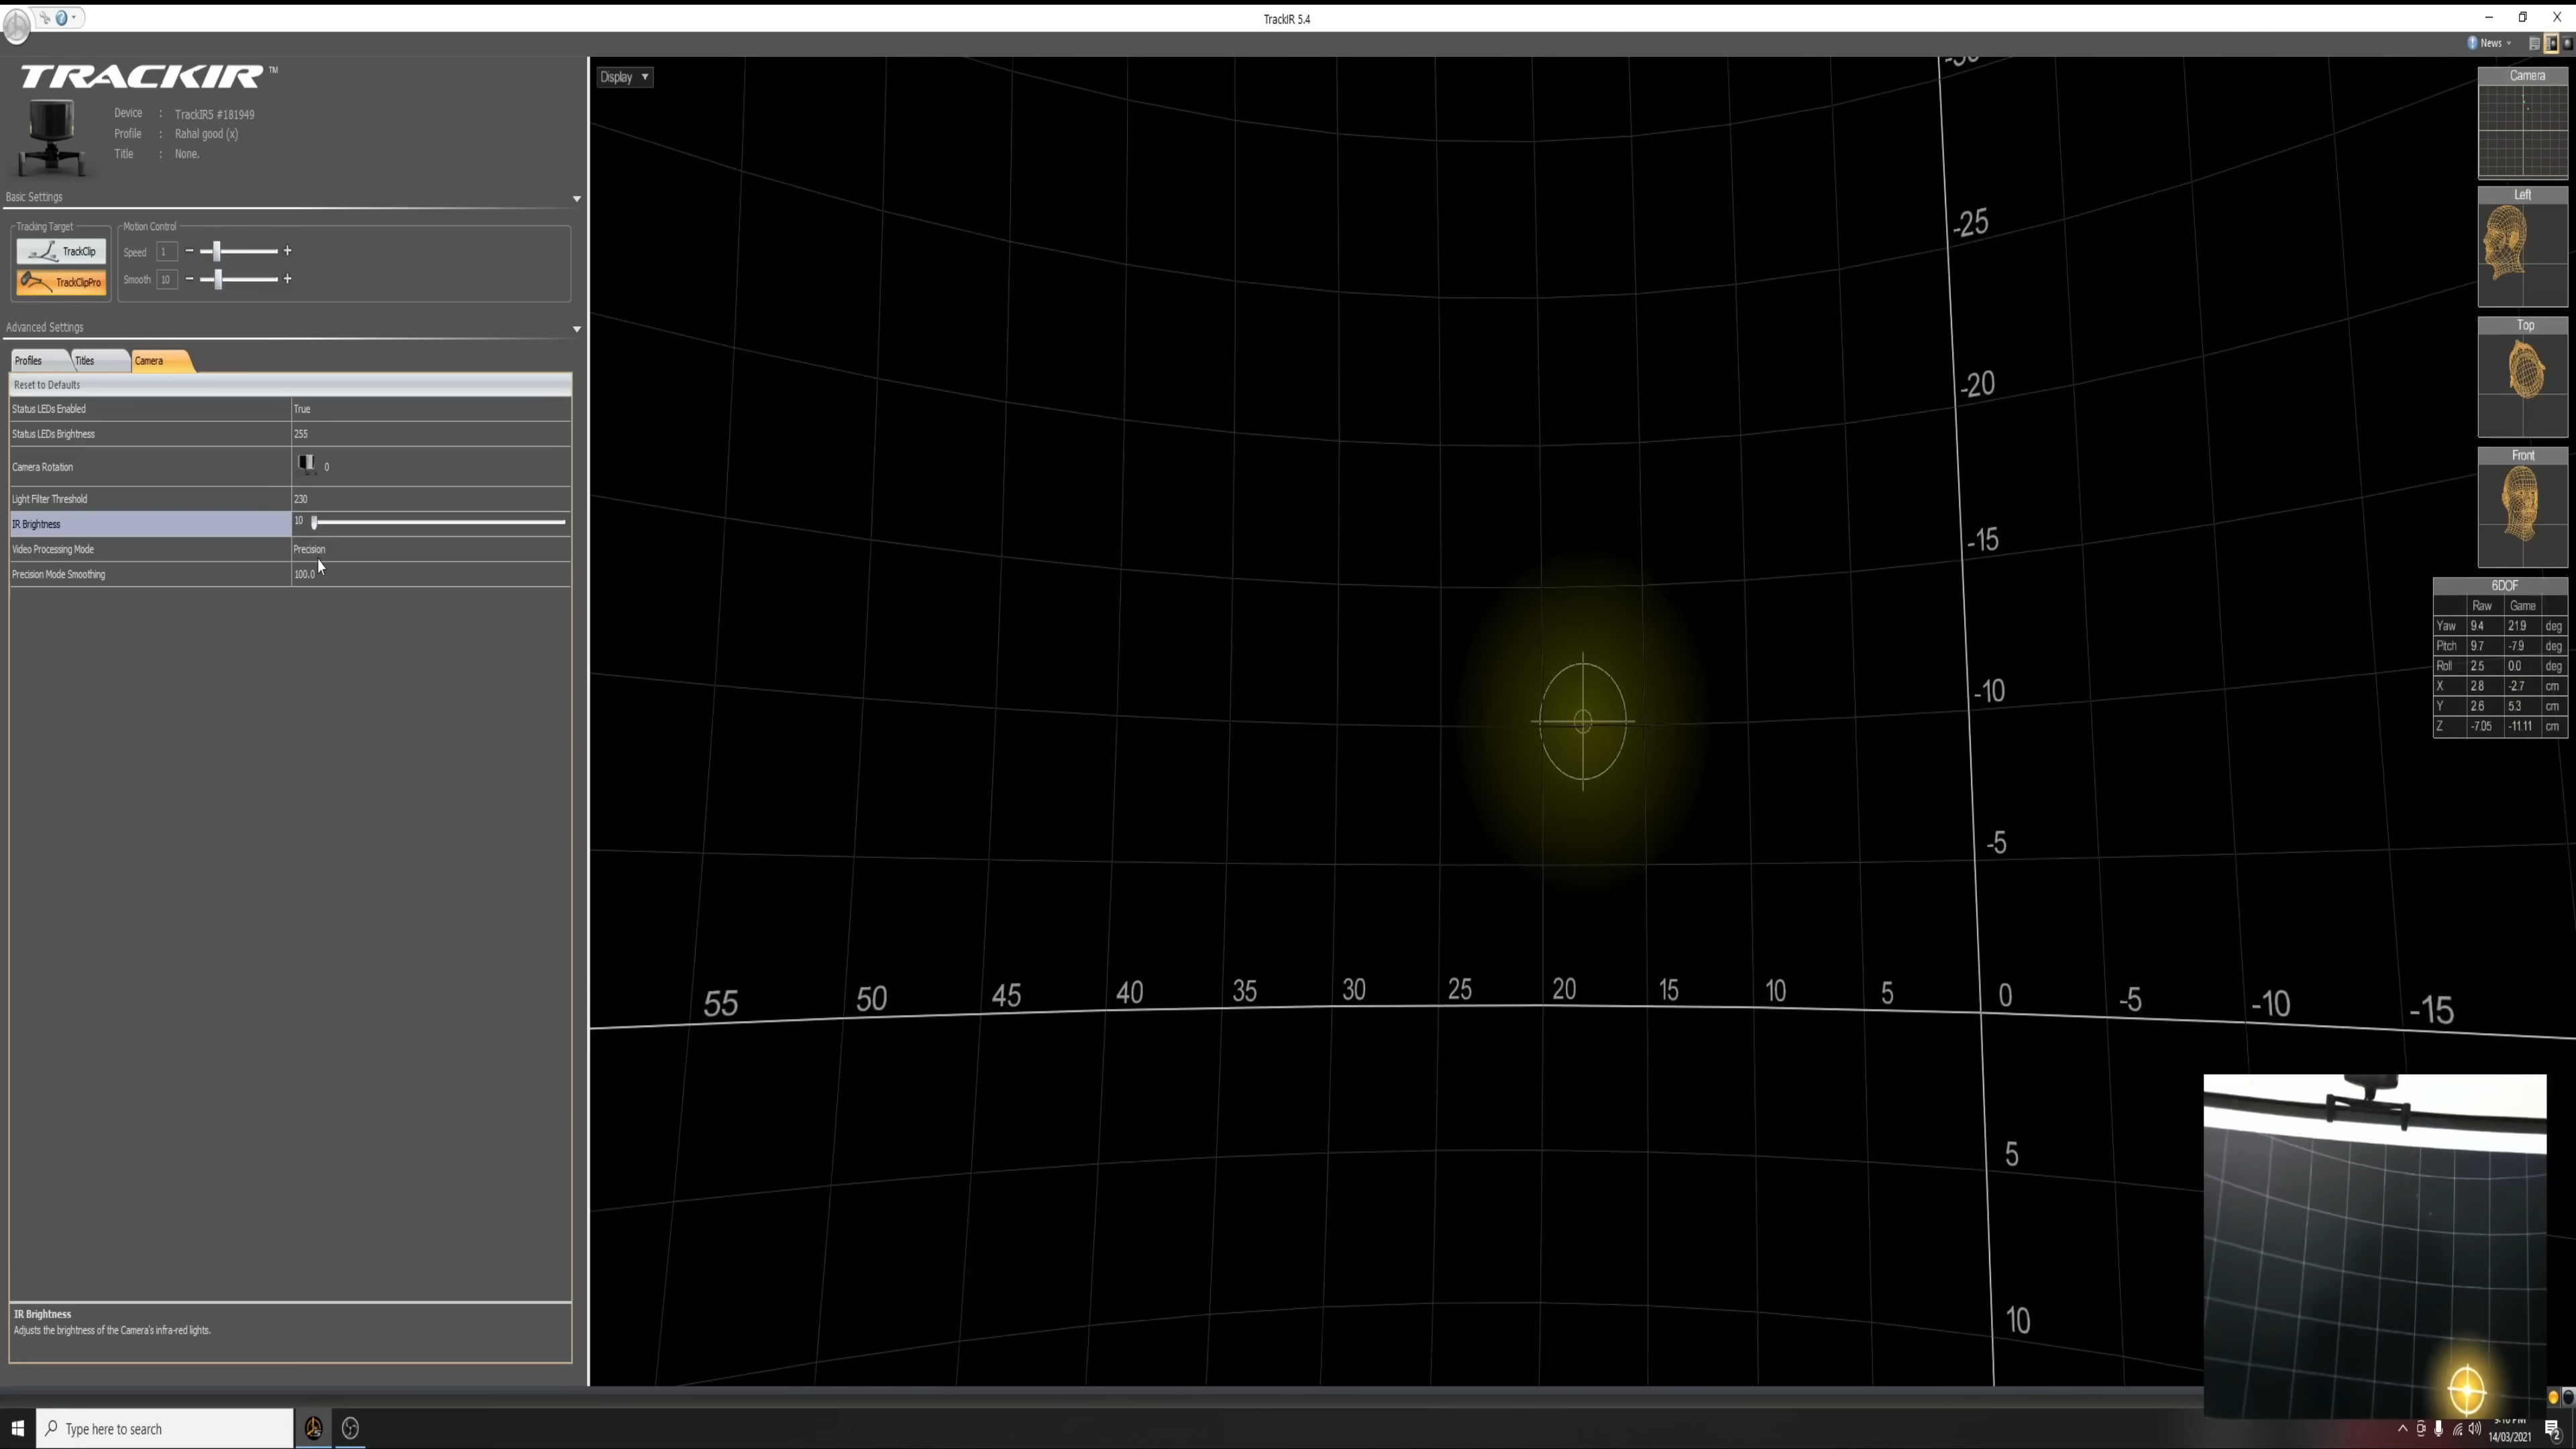 TrackIR 5.4
News
TRACKIR™
Device : TrackIR5 #181949
Profile : Rahal good (x)
Title : None.
Basic Settings
Tracking Target
TrackClip
TrackClipPro
Motion Control
Speed 1 - +
Smooth 10 - +
Advanced Settings
Profiles Titles Camera
Reset to Defaults
Status LEDs Enabled True
Status LEDs Brightness 255
Camera Rotation 0
Light Filter Threshold 230
IR Brightness 10
Video Processing Mode Precision
Precision Mode Smoothing 100.0
IR Brightness
Adjusts the brightness of the Camera's infra-red lights.
Display
-25
-20
-15
-10
-5
55 50 45 40 35 30 25 20 15 10 5 0 -5 -10 -15
5
10
Camera
Left
Top
Front
6DOF
Raw Game
Yaw 9.4 21.9 deg
Pitch 9.7 -7.9 deg
Roll 2.5 0.0 deg
X 2.8 -2.7 cm
Y 2.6 5.3 cm
Z -7.05 -11.11 cm
Type here to search
14/03/2021
2